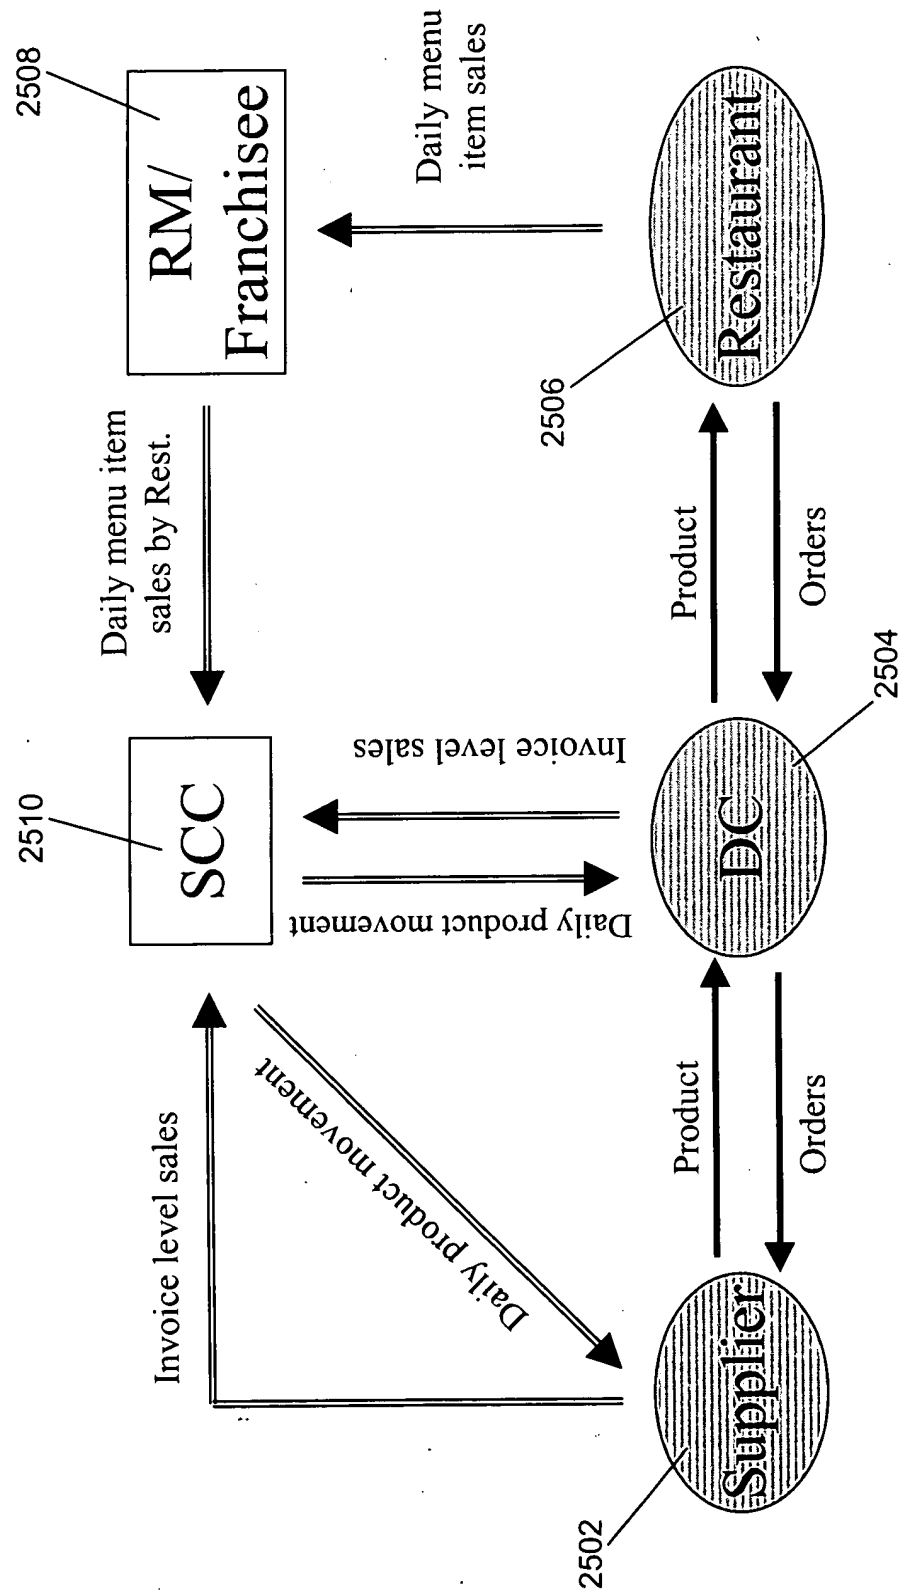 2510
2508
SCC
RM/
Franchisee
Daily menu item
sales by Rest.
Invoice level sales
Daily product movement
Daily product movement
Invoice level sales
Daily menu
item sales
2502
Supplier
Product
Orders
DC
2504
Product
Orders
2506
Restaurant